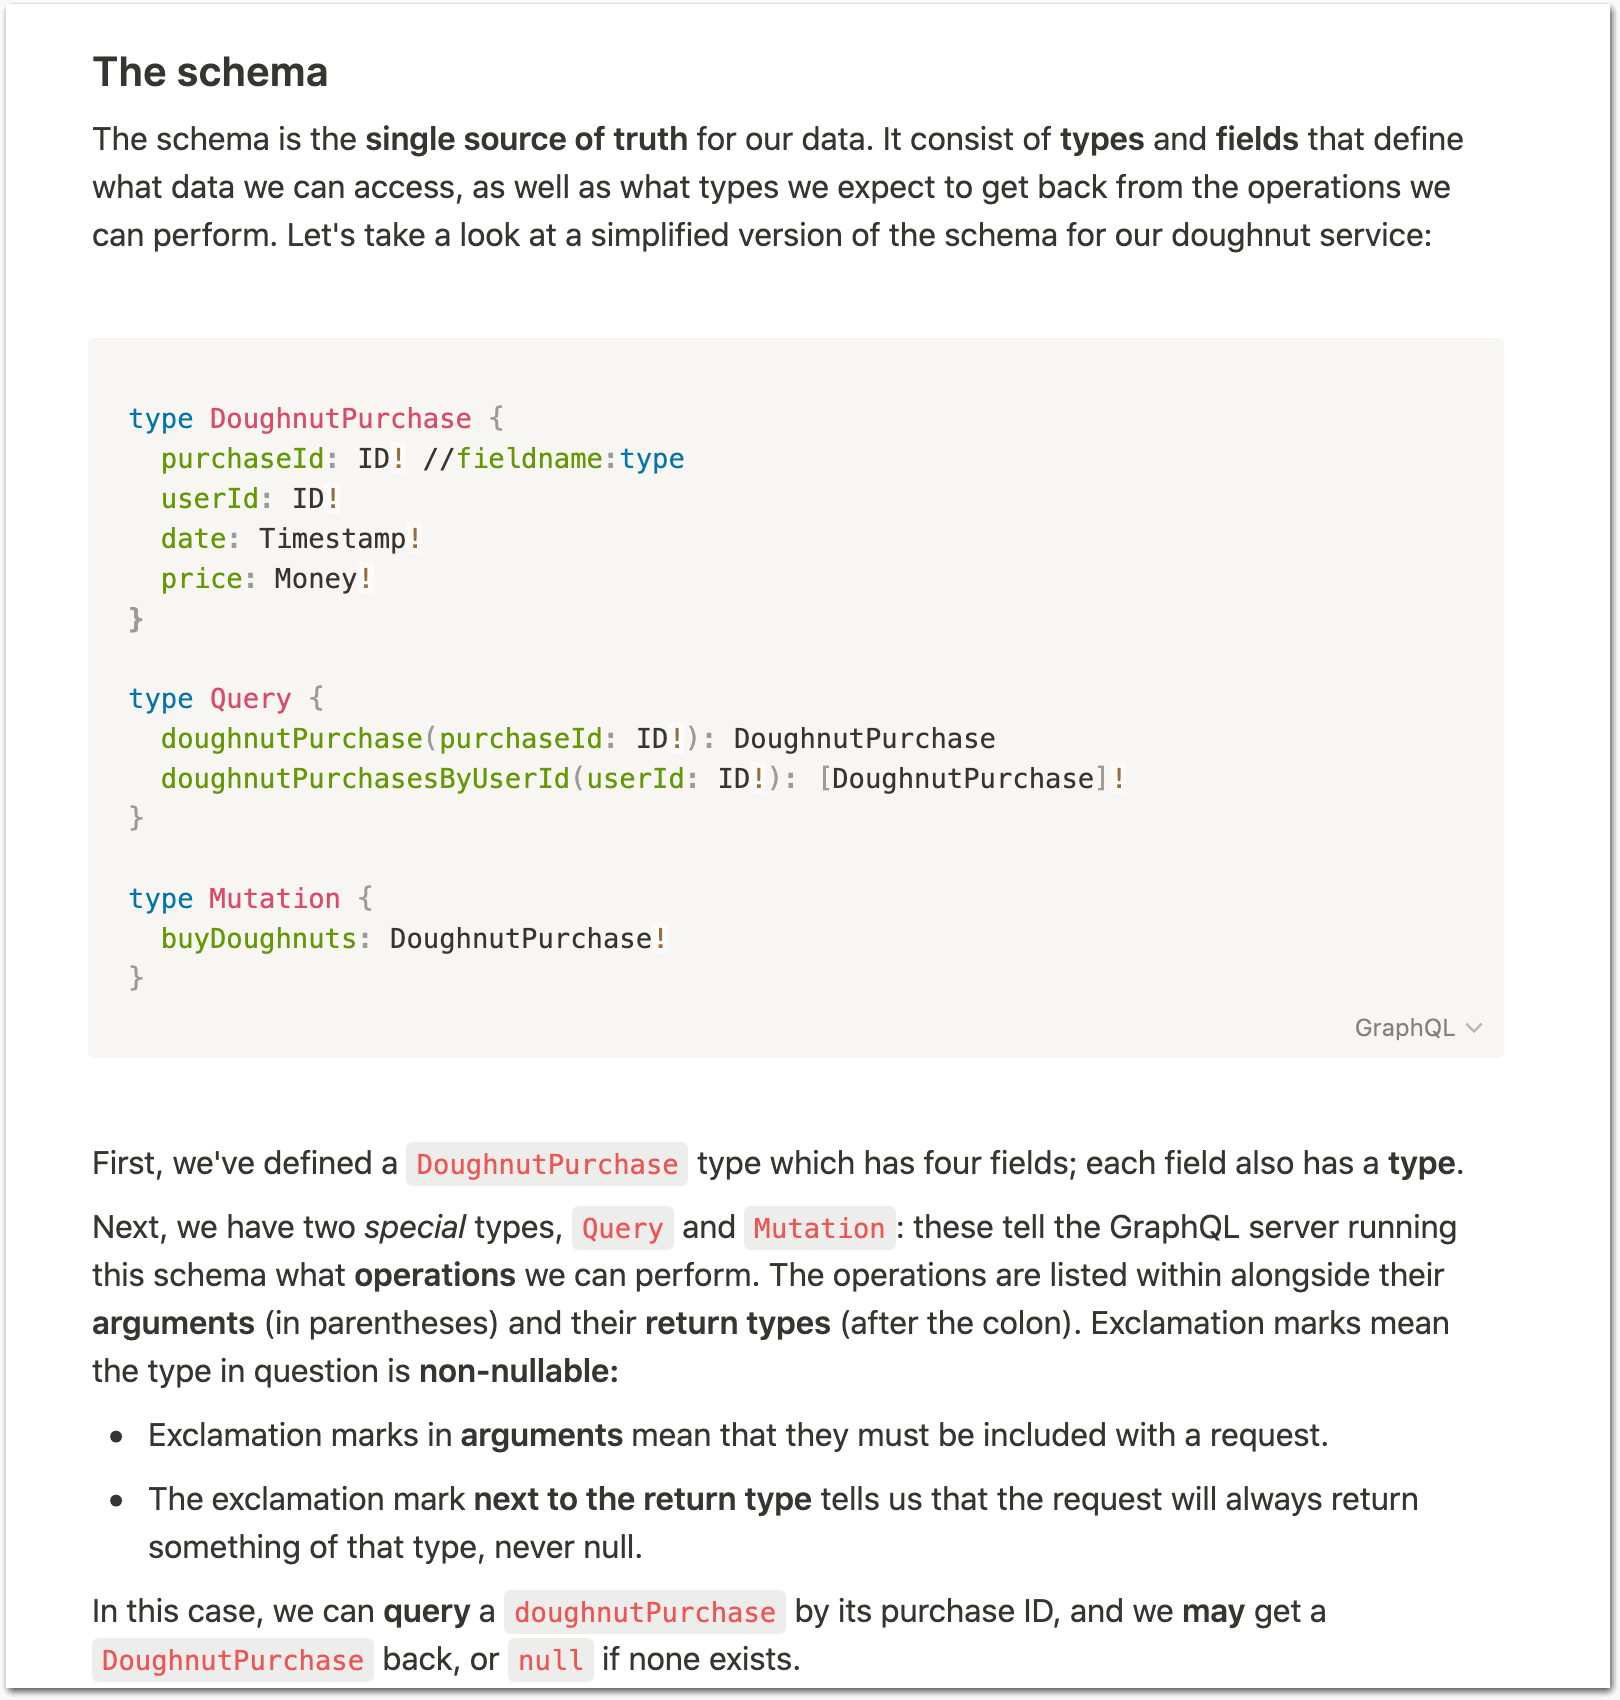 The schema
The schema is the single source of truth for our data. It consist of types and fields that define
what data we can access, as well as what types we expect to get back from the operations we
can perform. Let's take a look at a simplified version of the schema for our doughnut service:
type DoughnutPurchase {
  purchaseId: ID! //fieldname:type
  userId: ID!
  date: Timestamp!
  price: Money!
}
type Query {
  doughnutPurchase(purchaseId: ID!): DoughnutPurchase
  doughnutPurchasesByUserId(userId: ID!): [DoughnutPurchase]!
}
type Mutation {
  buyDoughnuts: DoughnutPurchase!
}
GraphQL
First, we've defined a DoughnutPurchase type which has four fields; each field also has a type.
Next, we have two special types, Query and Mutation: these tell the GraphQL server running
this schema what operations we can perform. The operations are listed within alongside their
arguments (in parentheses) and their return types (after the colon). Exclamation marks mean
the type in question is non-nullable:
• Exclamation marks in arguments mean that they must be included with a request.
• The exclamation mark next to the return type tells us that the request will always return
something of that type, never null.
In this case, we can query a doughnutPurchase by its purchase ID, and we may get a
DoughnutPurchase back, or null if none exists.